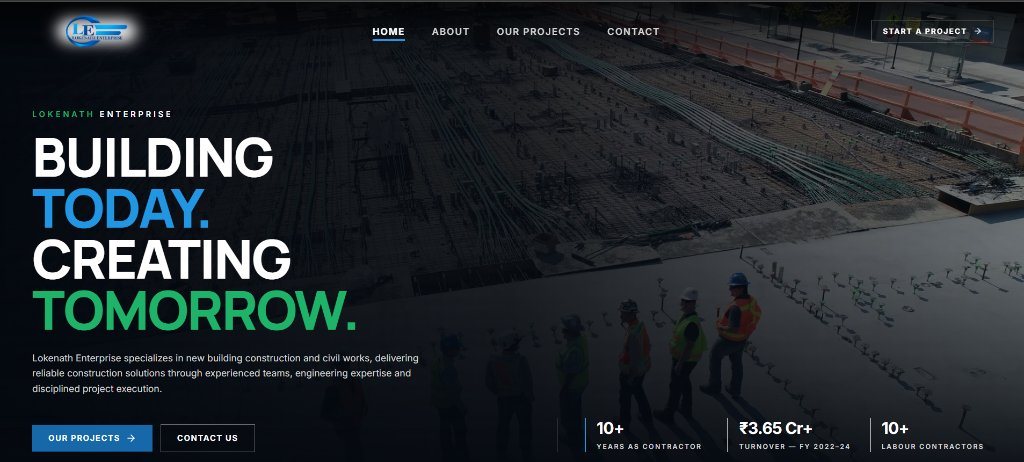 LE
LOKENATH ENTERPRISE
HOME
ABOUT
OUR PROJECTS
CONTACT
START A PROJECT →
LOKENATH ENTERPRISE
BUILDING
TODAY.
CREATING
TOMORROW.
Lokenath Enterprise specializes in new building construction and civil works, delivering
reliable construction solutions through experienced teams, engineering expertise and
disciplined project execution.
OUR PROJECTS →
CONTACT US
10+
YEARS AS CONTRACTOR
₹3.65 Cr+
TURNOVER — FY 2022–24
10+
LABOUR CONTRACTORS